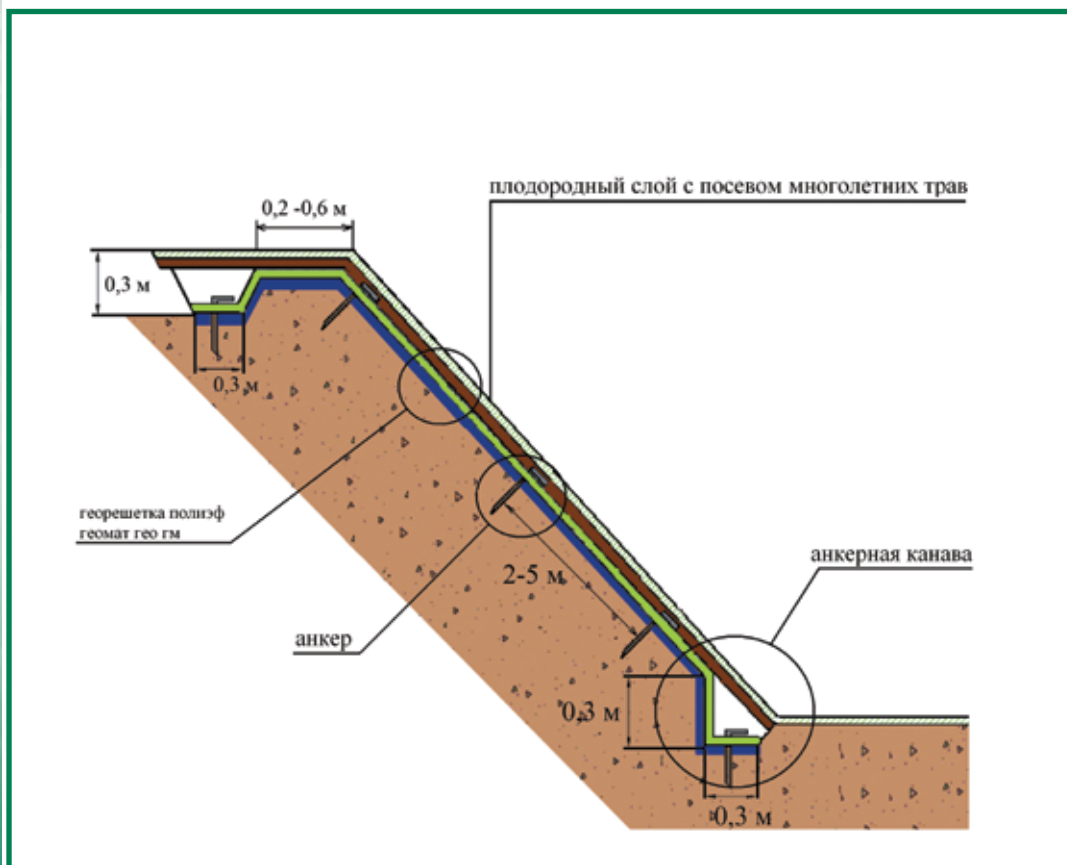 плодородный слой с посевом многолетних трав
0,2 -0,6 м
0,3 м
0,3 м
георешетка полиэф
геомат гео гм
2-5 м
анкерная канава
анкер
0,3 м
0,3 м